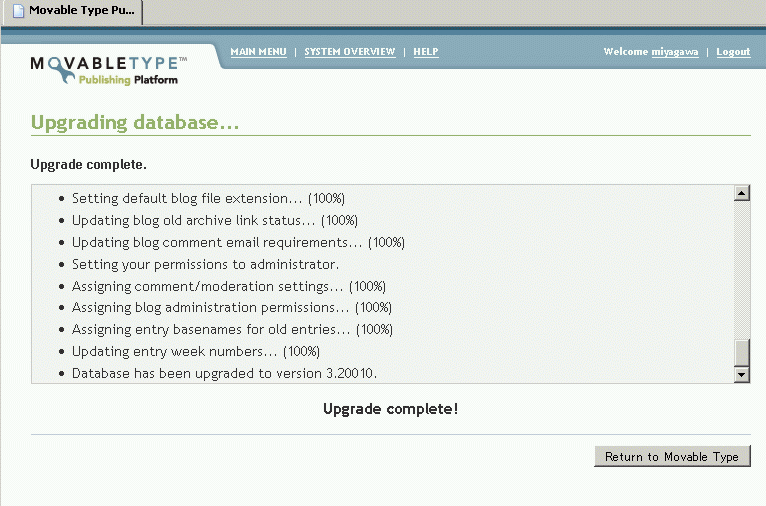 Movable Type Pu...
MOVABLETYPE™
Publishing Platform
MAIN MENU | SYSTEM OVERVIEW | HELP
Welcome miyagawa | Logout
Upgrading database...
Upgrade complete.
• Setting default blog file extension... (100%)
• Updating blog old archive link status... (100%)
• Updating blog comment email requirements... (100%)
• Setting your permissions to administrator.
• Assigning comment/moderation settings... (100%)
• Assigning blog administration permissions... (100%)
• Assigning entry basenames for old entries... (100%)
• Updating entry week numbers... (100%)
• Database has been upgraded to version 3.20010.
Upgrade complete!
Return to Movable Type